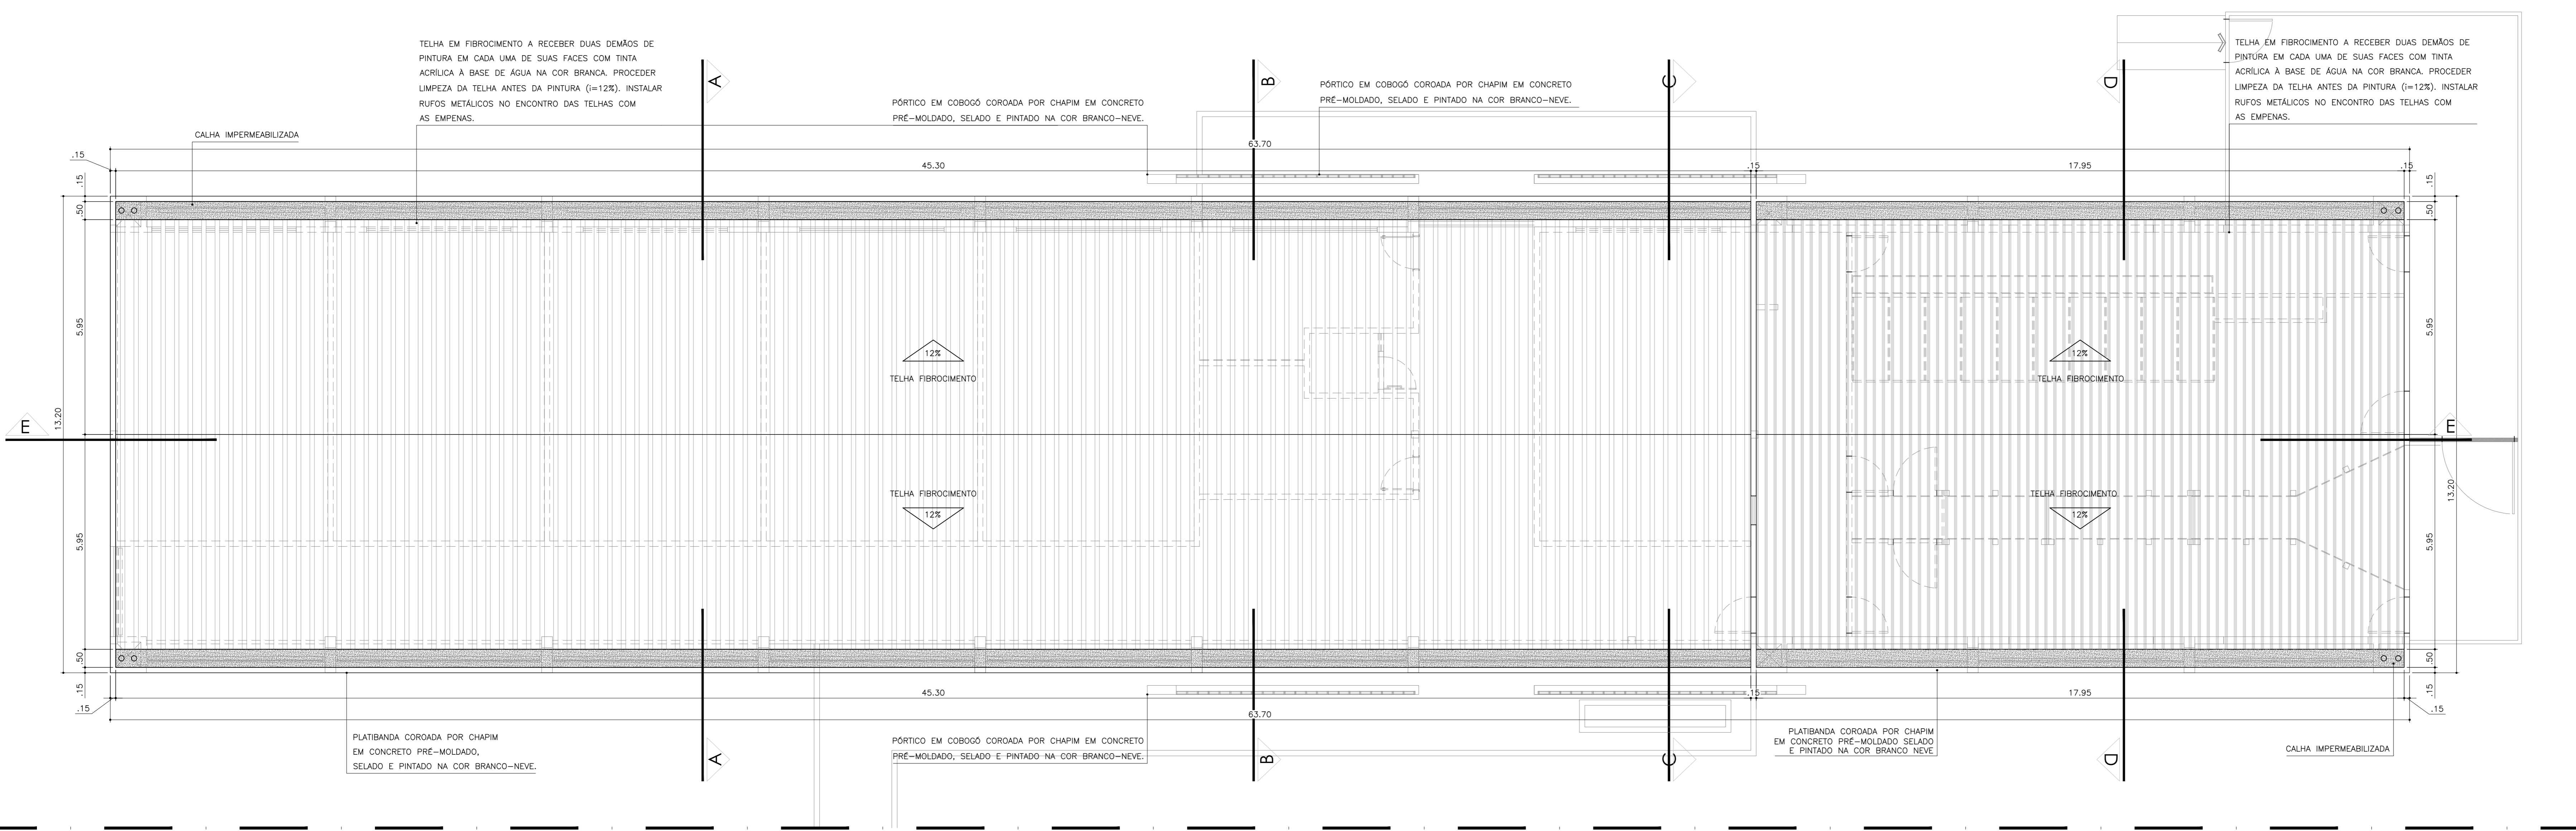 TELHA EM FIBROCIMENTO A RECEBER DUAS DEMÃOS DE
PINTURA EM CADA UMA DE SUAS FACES COM TINTA
ACRÍLICA À BASE DE ÁGUA NA COR BRANCA. PROCEDER
LIMPEZA DA TELHA ANTES DA PINTURA (i=12%). INSTALAR
RUFOS METÁLICOS NO ENCONTRO DAS TELHAS COM
AS EMPENAS.
CALHA IMPERMEABILIZADA
PÓRTICO EM COBOGÓ COROADA POR CHAPIM EM CONCRETO
PRÉ-MOLDADO, SELADO E PINTADO NA COR BRANCO-NEVE.
PÓRTICO EM COBOGÓ COROADA POR CHAPIM EM CONCRETO
PRÉ-MOLDADO, SELADO E PINTADO NA COR BRANCO-NEVE.
TELHA EM FIBROCIMENTO A RECEBER DUAS DEMÃOS DE
PINTURA EM CADA UMA DE SUAS FACES COM TINTA
ACRÍLICA À BASE DE ÁGUA NA COR BRANCA. PROCEDER
LIMPEZA DA TELHA ANTES DA PINTURA (i=12%). INSTALAR
RUFOS METÁLICOS NO ENCONTRO DAS TELHAS COM
AS EMPENAS.
A
B
C
D
63.70
.15
45.30
.15
17.95
.15
.15
.50
5.95
13.20
5.95
.50
.15
.15
.50
5.95
13.20
5.95
.50
.15
E
E
12%
TELHA FIBROCIMENTO
12%
TELHA FIBROCIMENTO
TELHA FIBROCIMENTO
12%
TELHA FIBROCIMENTO
12%
.15
45.30
.15
17.95
.15
63.70
PLATIBANDA COROADA POR CHAPIM
EM CONCRETO PRÉ-MOLDADO,
SELADO E PINTADO NA COR BRANCO-NEVE.
A
PÓRTICO EM COBOGÓ COROADA POR CHAPIM EM CONCRETO
PRÉ-MOLDADO, SELADO E PINTADO NA COR BRANCO-NEVE.
B
C
PLATIBANDA COROADA POR CHAPIM
EM CONCRETO PRÉ-MOLDADO SELADO
E PINTADO NA COR BRANCO NEVE
D
CALHA IMPERMEABILIZADA